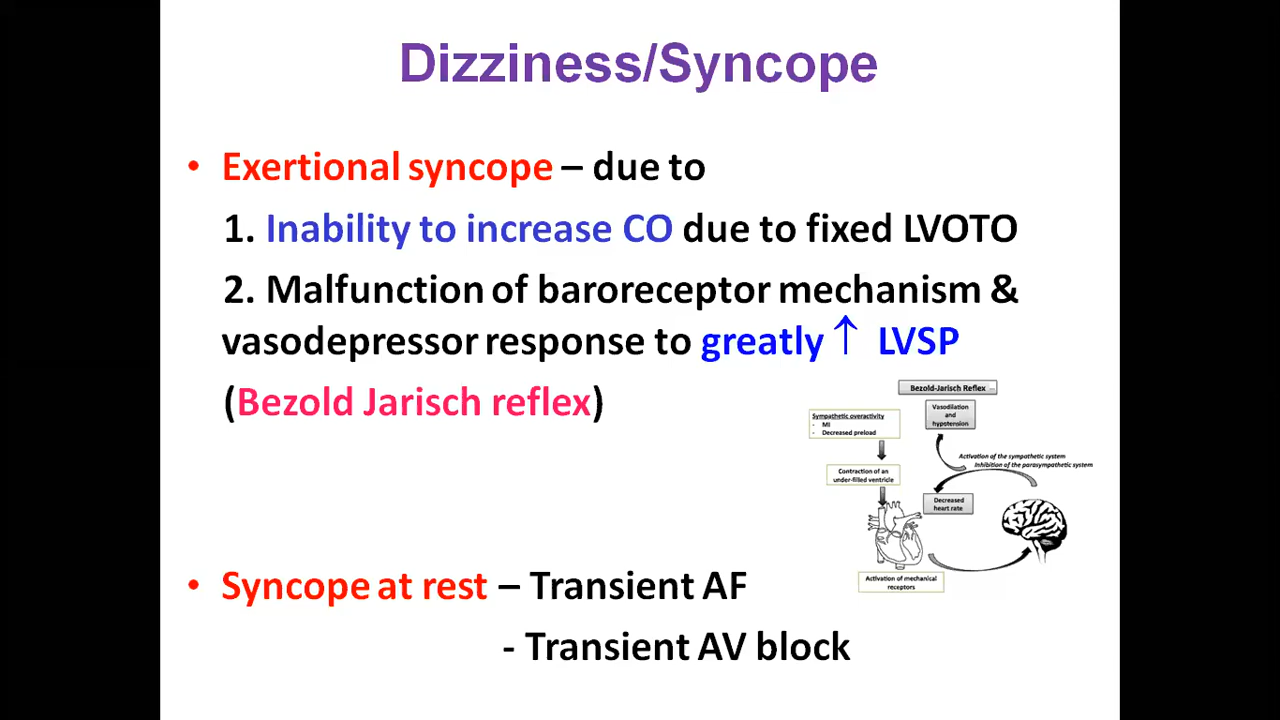 Dizziness/Syncope
• Exertional syncope – due to
1. Inability to increase CO due to fixed LVOTO
2. Malfunction of baroreceptor mechanism &
vasodepressor response to greatly ↑ LVSP
(Bezold Jarisch reflex)
Bezold-Jarisch Reflex
Vasodilation
and
hypotension
Sympathetic overactivity
- MI
- Decreased preload
Activation of the sympathetic system
Inhibition of the parasympathetic system
Contraction of an
under-filled ventricle
Decreased
heart rate
Activation of mechanical
receptors
• Syncope at rest – Transient AF
- Transient AV block